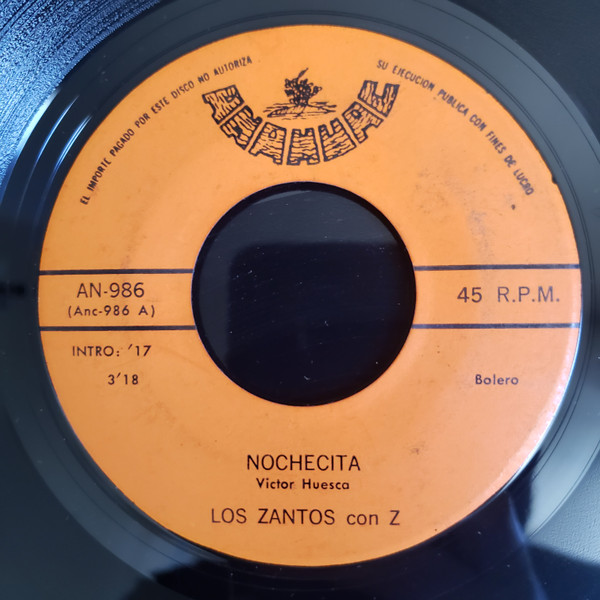 EL IMPORTE PAGADO POR ESTE DISCO NO AUTORIZA
SU EJECUCION PUBLICA CON FINES DE LUCRO
AN-986
(Anc-986 A)
45 R.P.M.
INTRO: '17
3'18
Bolero
NOCHECITA
Victor Huesca
LOS ZANTOS con Z